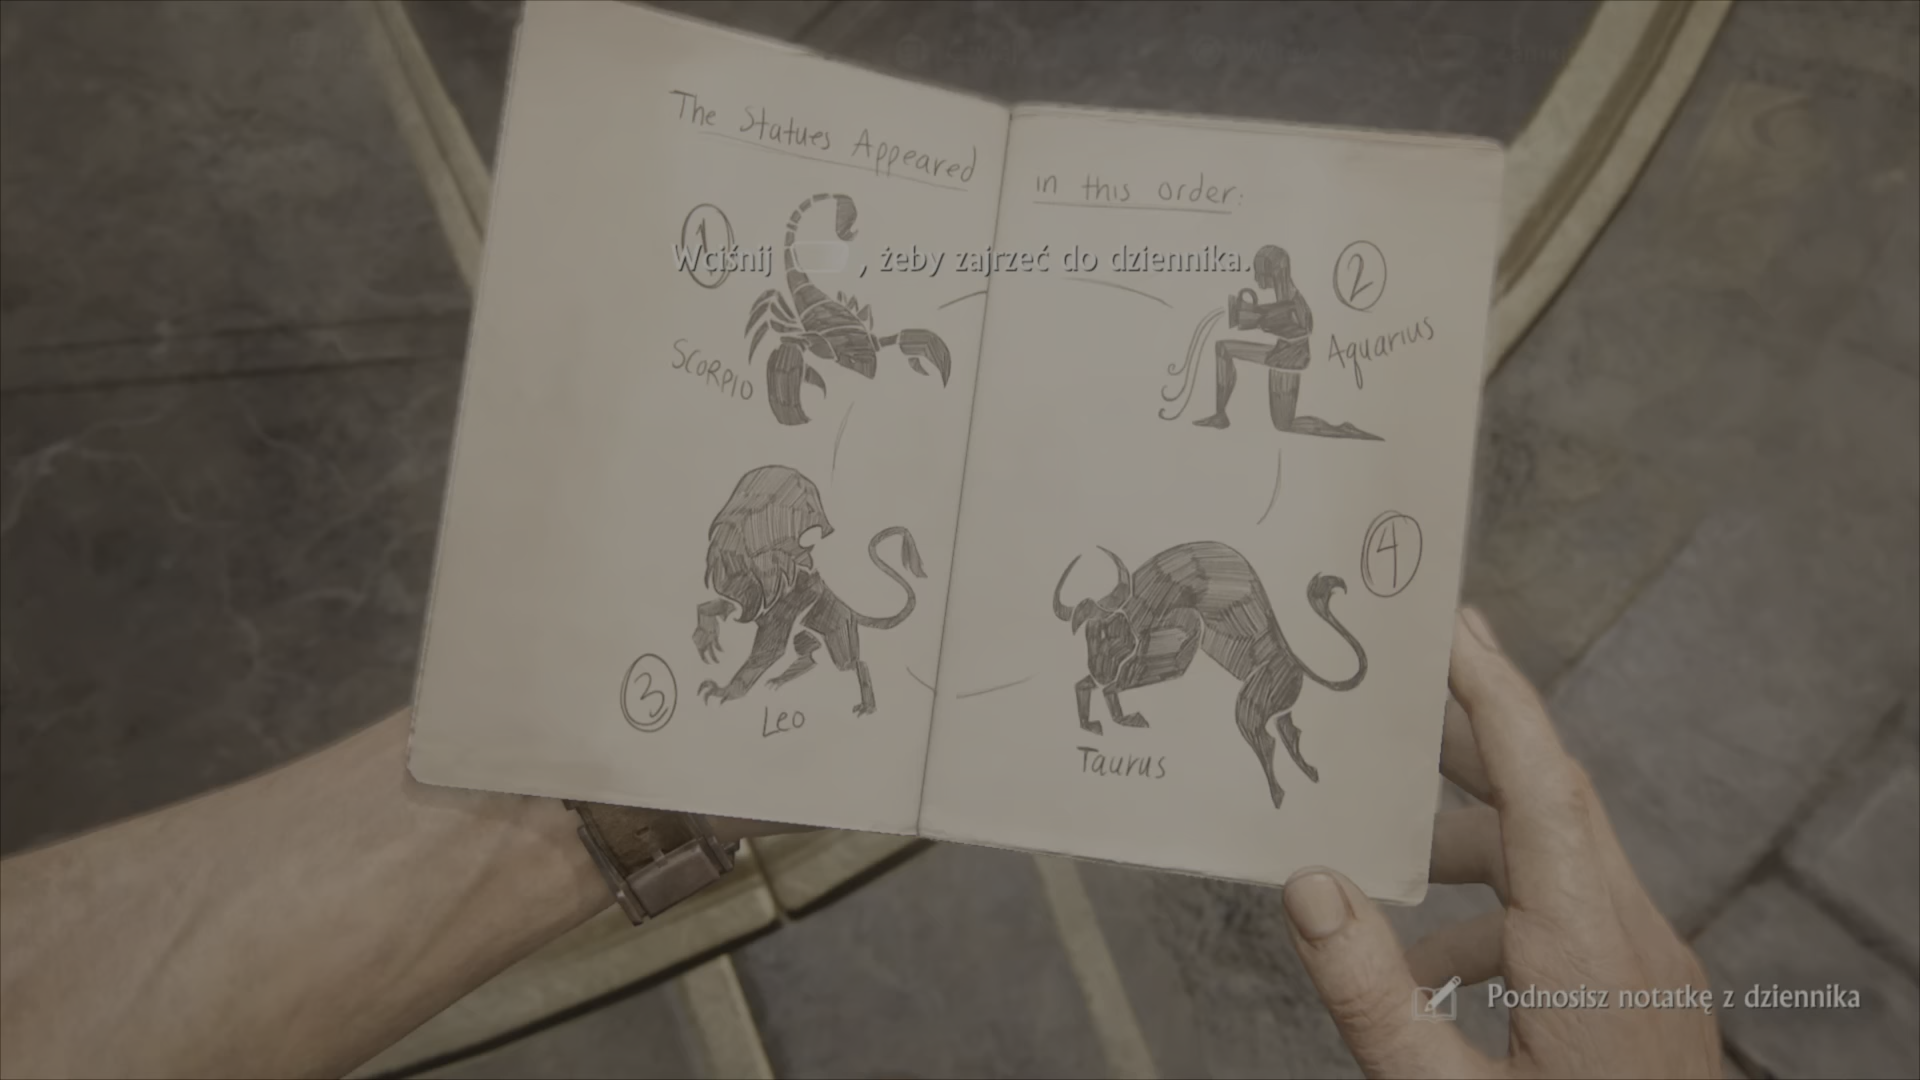 The Statues Appeared
in this order:
1
Wciśnij , żeby zajrzeć do dziennika.
2
SCORPIO
Aquarius
3
Leo
4
Taurus
Podnosisz notatkę z dziennika